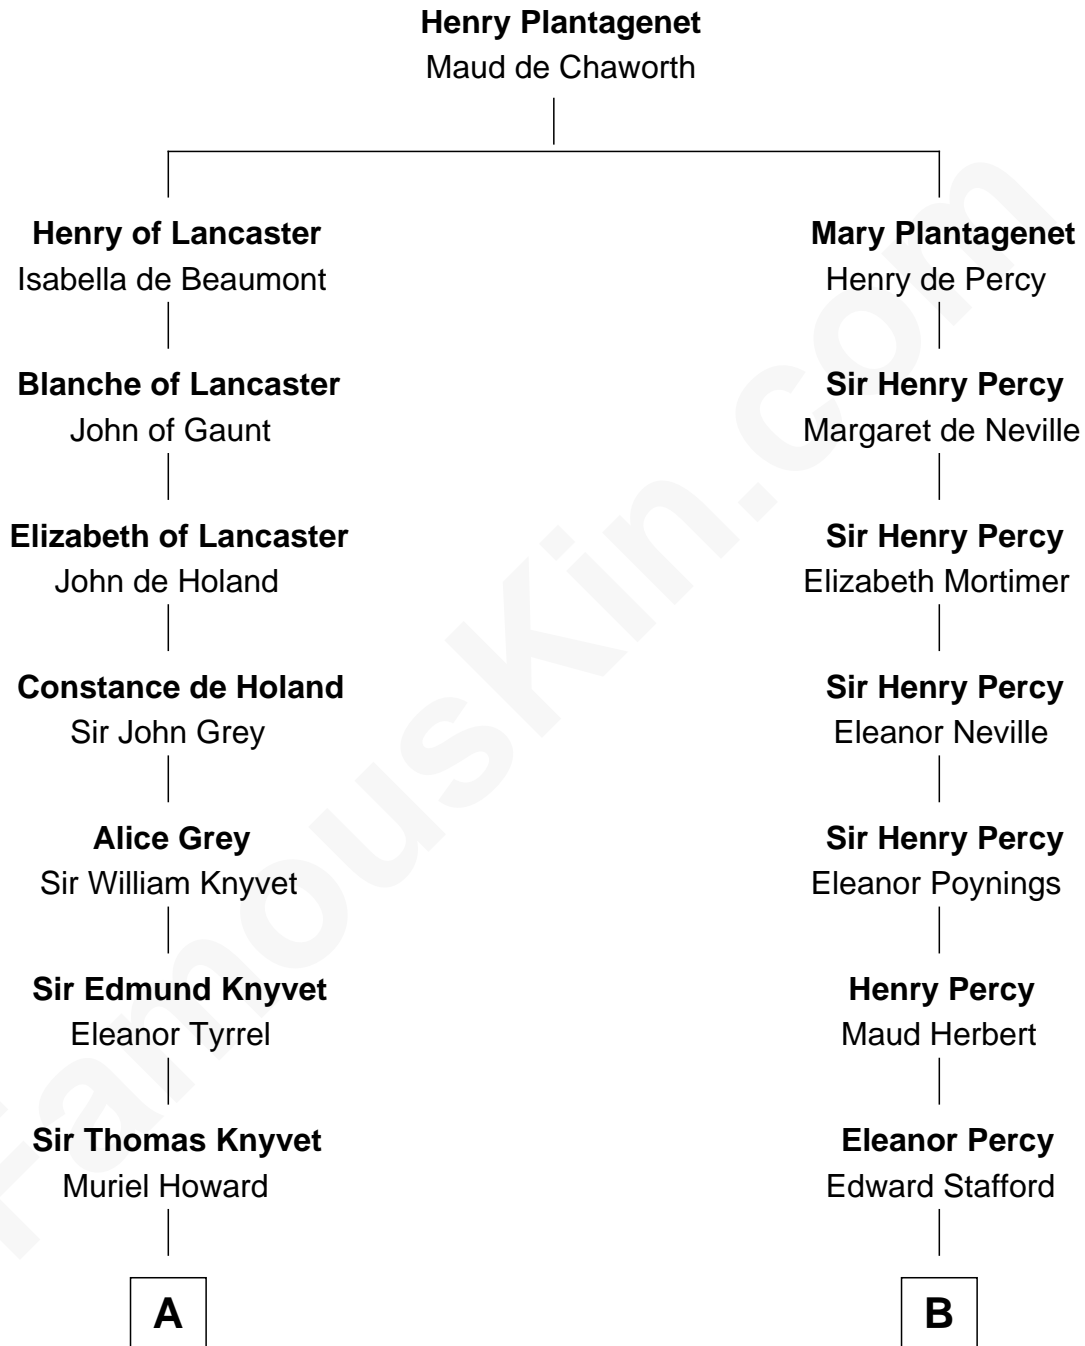 Henry Plantagenet
Maud de Chaworth
Henry of Lancaster
Isabella de Beaumont
Mary Plantagenet
Henry de Percy
Blanche of Lancaster
John of Gaunt
Sir Henry Percy
Margaret de Neville
Elizabeth of Lancaster
John de Holand
Sir Henry Percy
Elizabeth Mortimer
Constance de Holand
Sir John Grey
Sir Henry Percy
Eleanor Neville
Alice Grey
Sir William Knyvet
Sir Henry Percy
Eleanor Poynings
Sir Edmund Knyvet
Eleanor Tyrrel
Henry Percy
Maud Herbert
Sir Thomas Knyvet
Muriel Howard
Eleanor Percy
Edward Stafford
A
B
FamousKin.com